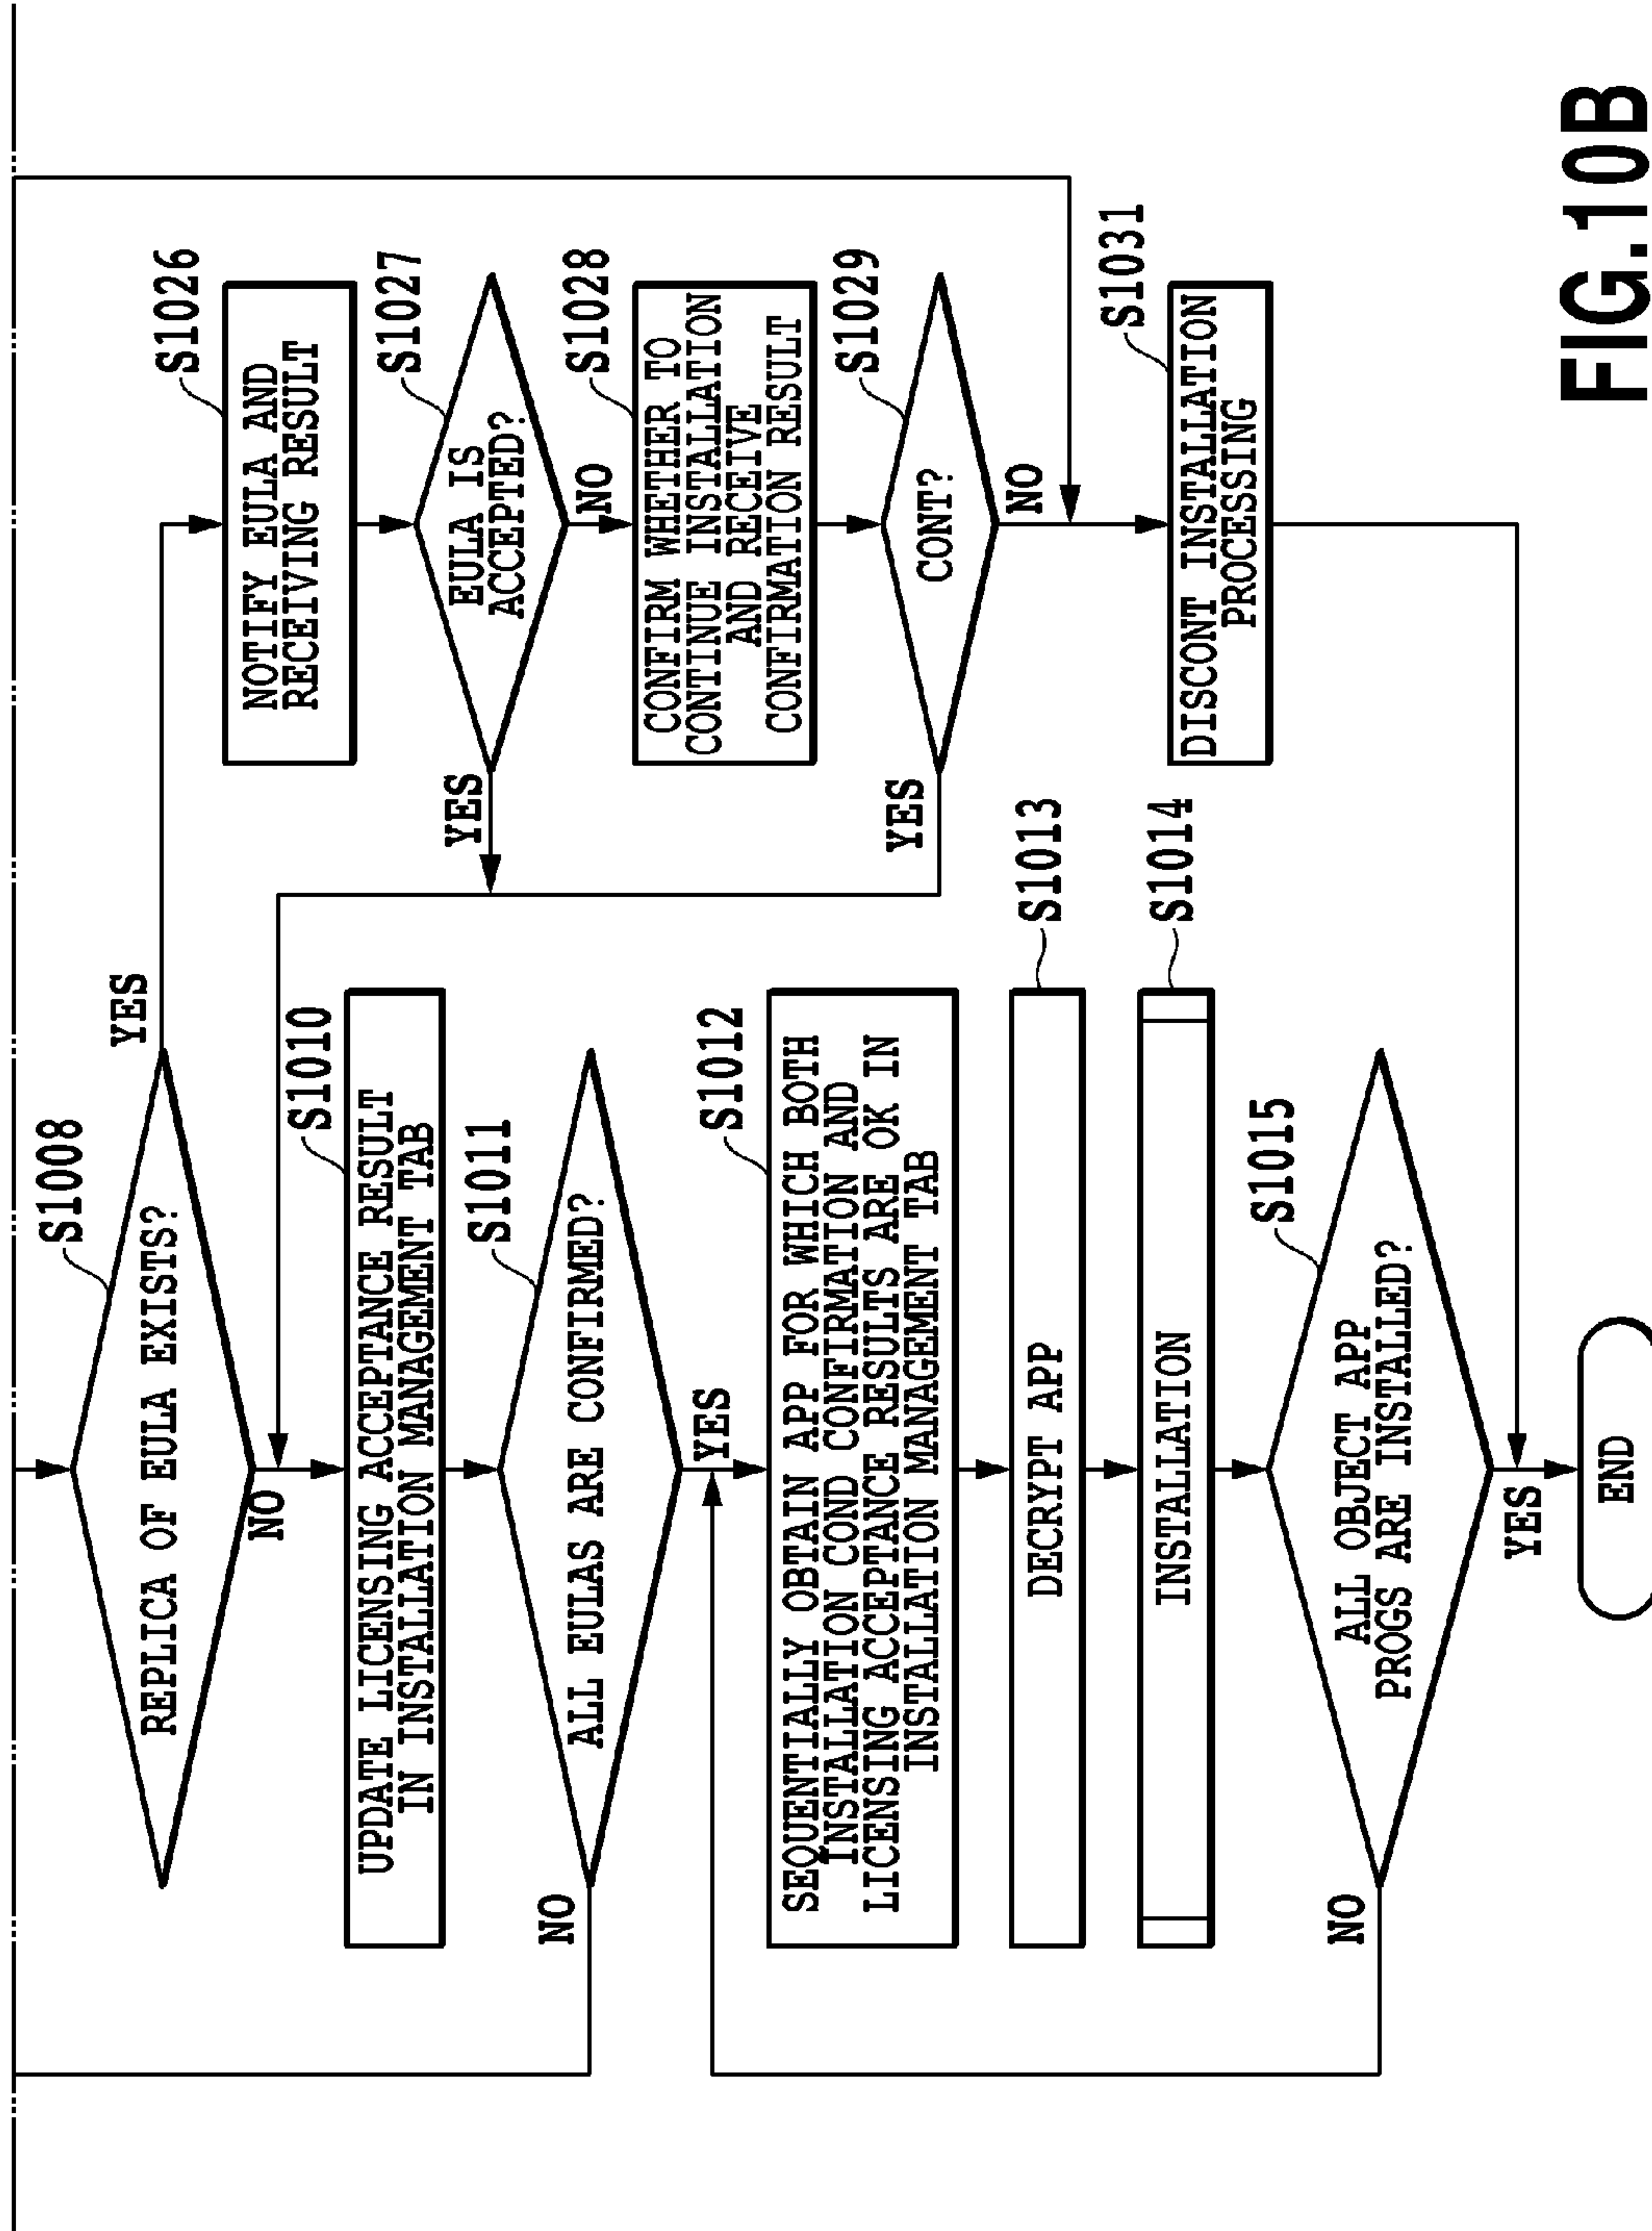 S1008
REPLICA OF EULA EXISTS?
YES
NO
S1010
UPDATE LICENSING ACCEPTANCE RESULT
IN INSTALLATION MANAGEMENT TAB
S1011
ALL EULAS ARE CONFIRMED?
NO
YES
S1012
SEQUENTIALLY OBTAIN APP FOR WHICH BOTH
INSTALLATION COND CONFIRMATION AND
LICENSING ACCEPTANCE RESULTS ARE OK IN
INSTALLATION MANAGEMENT TAB
S1013
DECRYPT APP
S1014
INSTALLATION
S1015
ALL OBJECT APP
PROGS ARE INSTALLED?
NO
YES
END
S1026
NOTIFY EULA AND
RECEIVING RESULT
S1027
EULA IS
ACCEPTED?
YES
NO
S1028
CONFIRM WHETHER TO
CONTINUE INSTALLATION
AND RECEIVE
CONFIRMATION RESULT
S1029
CONT?
YES
NO
S1031
DISCONT INSTALLATION
PROCESSING
FIG.10B